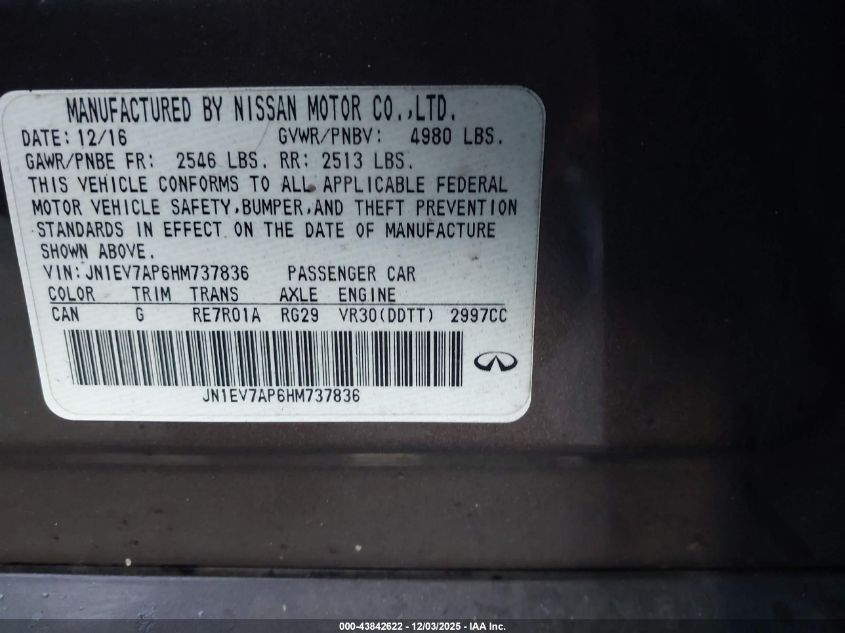 MANUFACTURED BY NISSAN MOTOR CO.,LTD.
DATE: 12/16 GVWR/PNBV: 4980 LBS.
GAWR/PNBE FR: 2546 LBS. RR: 2513 LBS.
THIS VEHICLE CONFORMS TO ALL APPLICABLE FEDERAL
MOTOR VEHICLE SAFETY,BUMPER,AND THEFT PREVENTION
STANDARDS IN EFFECT ON THE DATE OF MANUFACTURE
SHOWN ABOVE.
VIN: JN1EV7AP6HM737836 PASSENGER CAR
COLOR TRIM TRANS AXLE ENGINE
CAN G RE7R01A RG29 VR30(DDTT) 2997CC
JN1EV7AP6HM737836
000-43842622 - 12/03/2025 - IAA Inc.